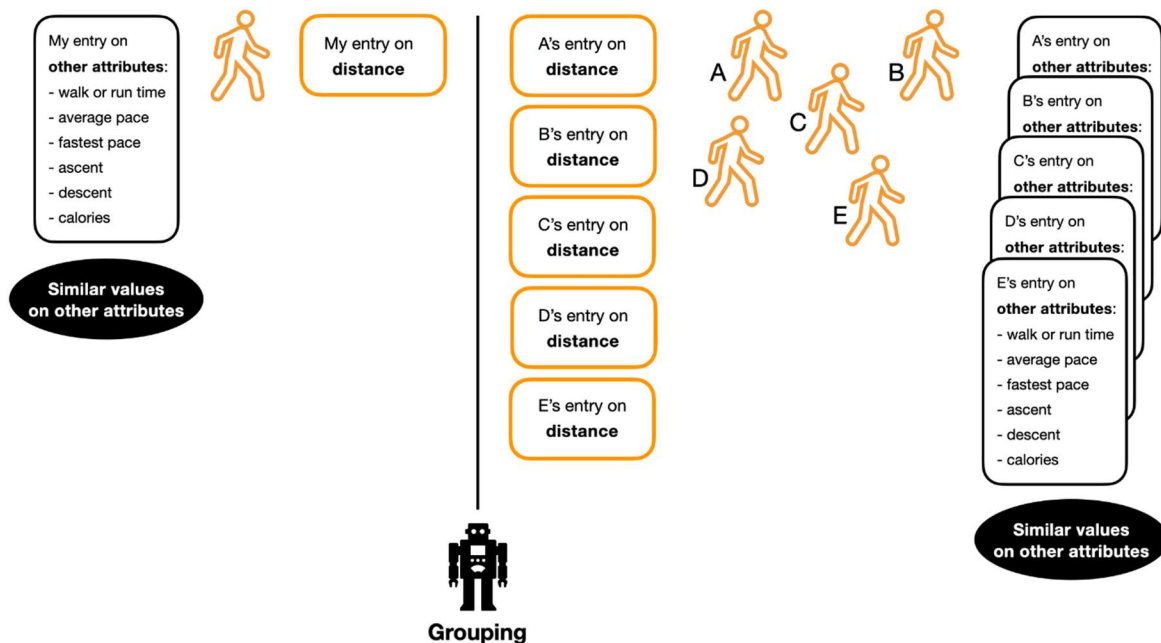 My entry on
other attributes:
- walk or run time
- average pace
- fastest pace
- ascent
- descent
- calories
Similar values
on other attributes
My entry on
distance
A's entry on
distance
B's entry on
distance
C's entry on
distance
D's entry on
distance
E's entry on
distance
A
B
C
D
E
A's entry on
other attributes:
B's entry on
other attributes:
C's entry on
other attributes:
D's entry on
other attributes:
E's entry on
other attributes:
- walk or run time
- average pace
- fastest pace
- ascent
- descent
- calories
Similar values
on other attributes
Grouping